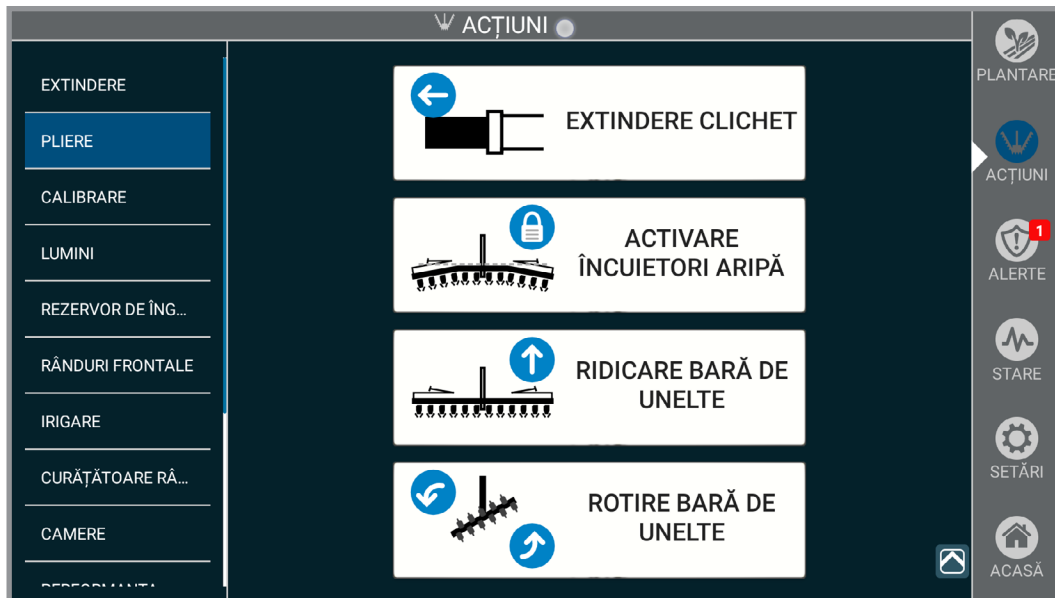 ACȚIUNI
EXTINDERE
PLIERE
CALIBRARE
LUMINI
REZERVOR DE ÎNG...
RÂNDURI FRONTALE
IRIGARE
CURĂȚĂTOARE RÂ...
CAMERE
EXTINDERE CLICHET
ACTIVARE
ÎNCUIETORI ARIPĂ
RIDICARE BARĂ DE
UNELTE
ROTIRE BARĂ DE
UNELTE
PLANTARE
ACȚIUNI
1
ALERTE
STARE
SETĂRI
ACASĂ